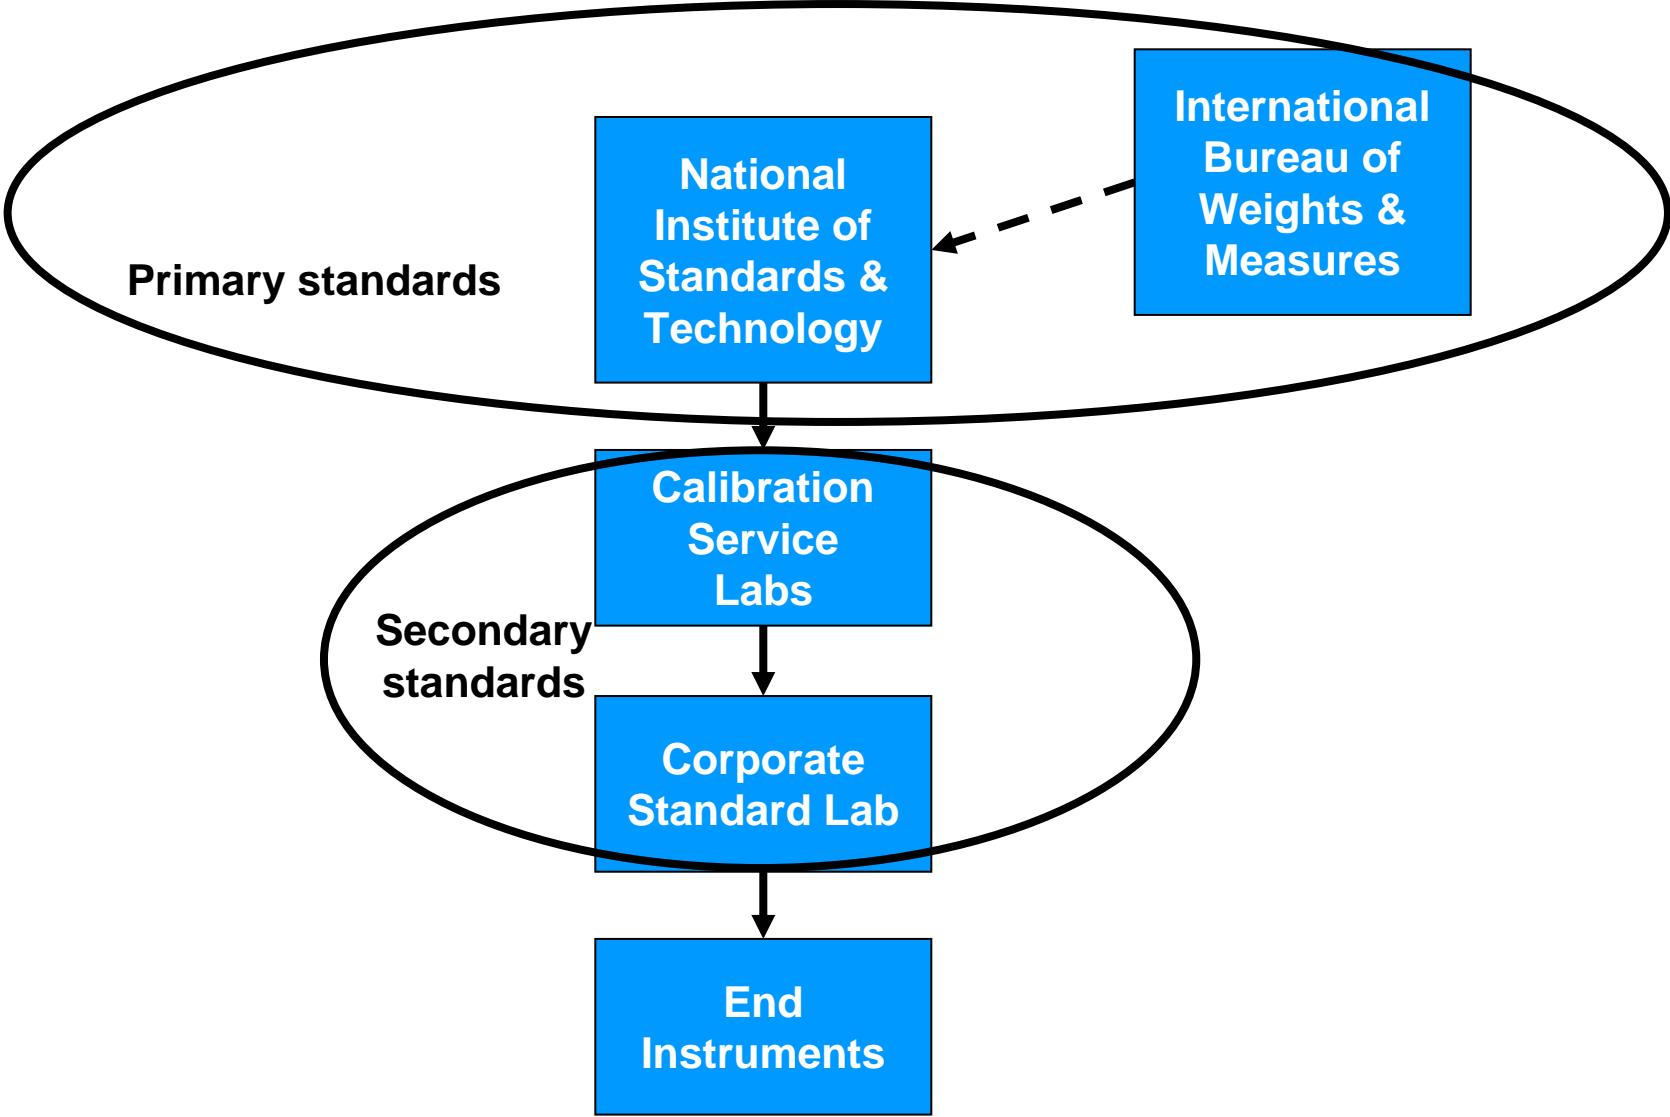 International
Bureau of
Weights &
Measures
National
Institute of
Standards &
Technology
Primary standards
Calibration
Service
Labs
Secondary
standards
Corporate
Standard Lab
End
Instruments